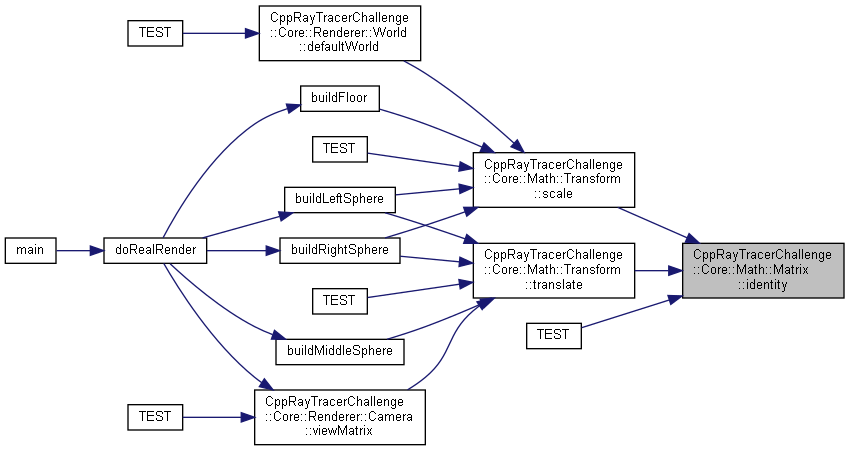 TEST
CppRayTracerChallenge
::Core::Renderer::World
::defaultWorld
buildFloor
TEST
CppRayTracerChallenge
::Core::Math::Transform
::scale
buildLeftSphere
main
doRealRender
buildRightSphere
CppRayTracerChallenge
::Core::Math::Transform
::translate
CppRayTracerChallenge
::Core::Math::Matrix
::identity
TEST
TEST
buildMiddleSphere
TEST
CppRayTracerChallenge
::Core::Renderer::Camera
::viewMatrix